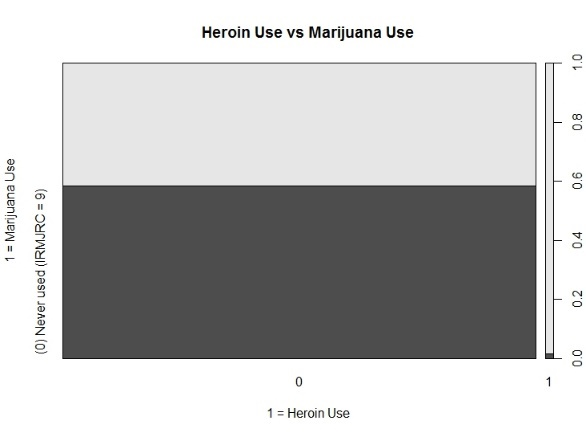 Heroin Use vs Marijuana Use
1 = Marijuana Use
(0) Never used (IRMJRC = 9)
1.0
0.8
0.6
0.4
0.2
0.0
0
1
1 = Heroin Use